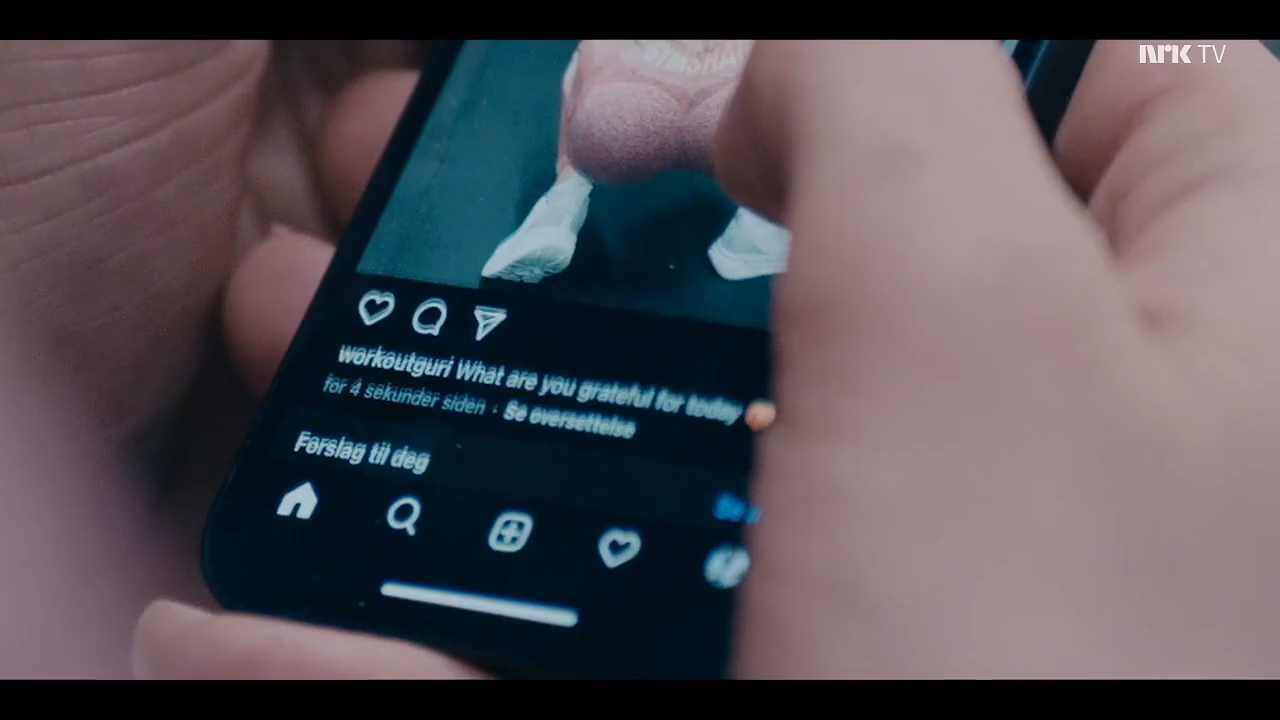 NRK TV
workoutguri What are you grateful for today
for 4 sekunder siden · Se oversettelse
Forslag til deg